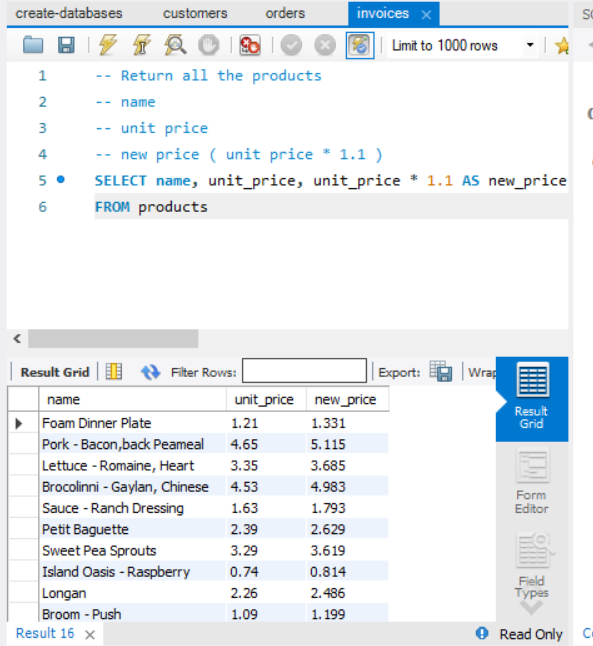 create-databases customers orders invoices ×
Limit to 1000 rows
1 -- Return all the products
2 -- name
3 -- unit price
4 -- new price ( unit price * 1.1 )
5 SELECT name, unit_price, unit_price * 1.1 AS new_price
6 FROM products
Result Grid Filter Rows: Export: Wrap
name unit_price new_price
Foam Dinner Plate 1.21 1.331
Pork - Bacon,back Peameal 4.65 5.115
Lettuce - Romaine, Heart 3.35 3.685
Brocolinni - Gaylan, Chinese 4.53 4.983
Sauce - Ranch Dressing 1.63 1.793
Petit Baguette 2.39 2.629
Sweet Pea Sprouts 3.29 3.619
Island Oasis - Raspberry 0.74 0.814
Longan 2.26 2.486
Broom - Push 1.09 1.199
Result
Grid
Form
Editor
Field
Types
Result 16 × Read Only